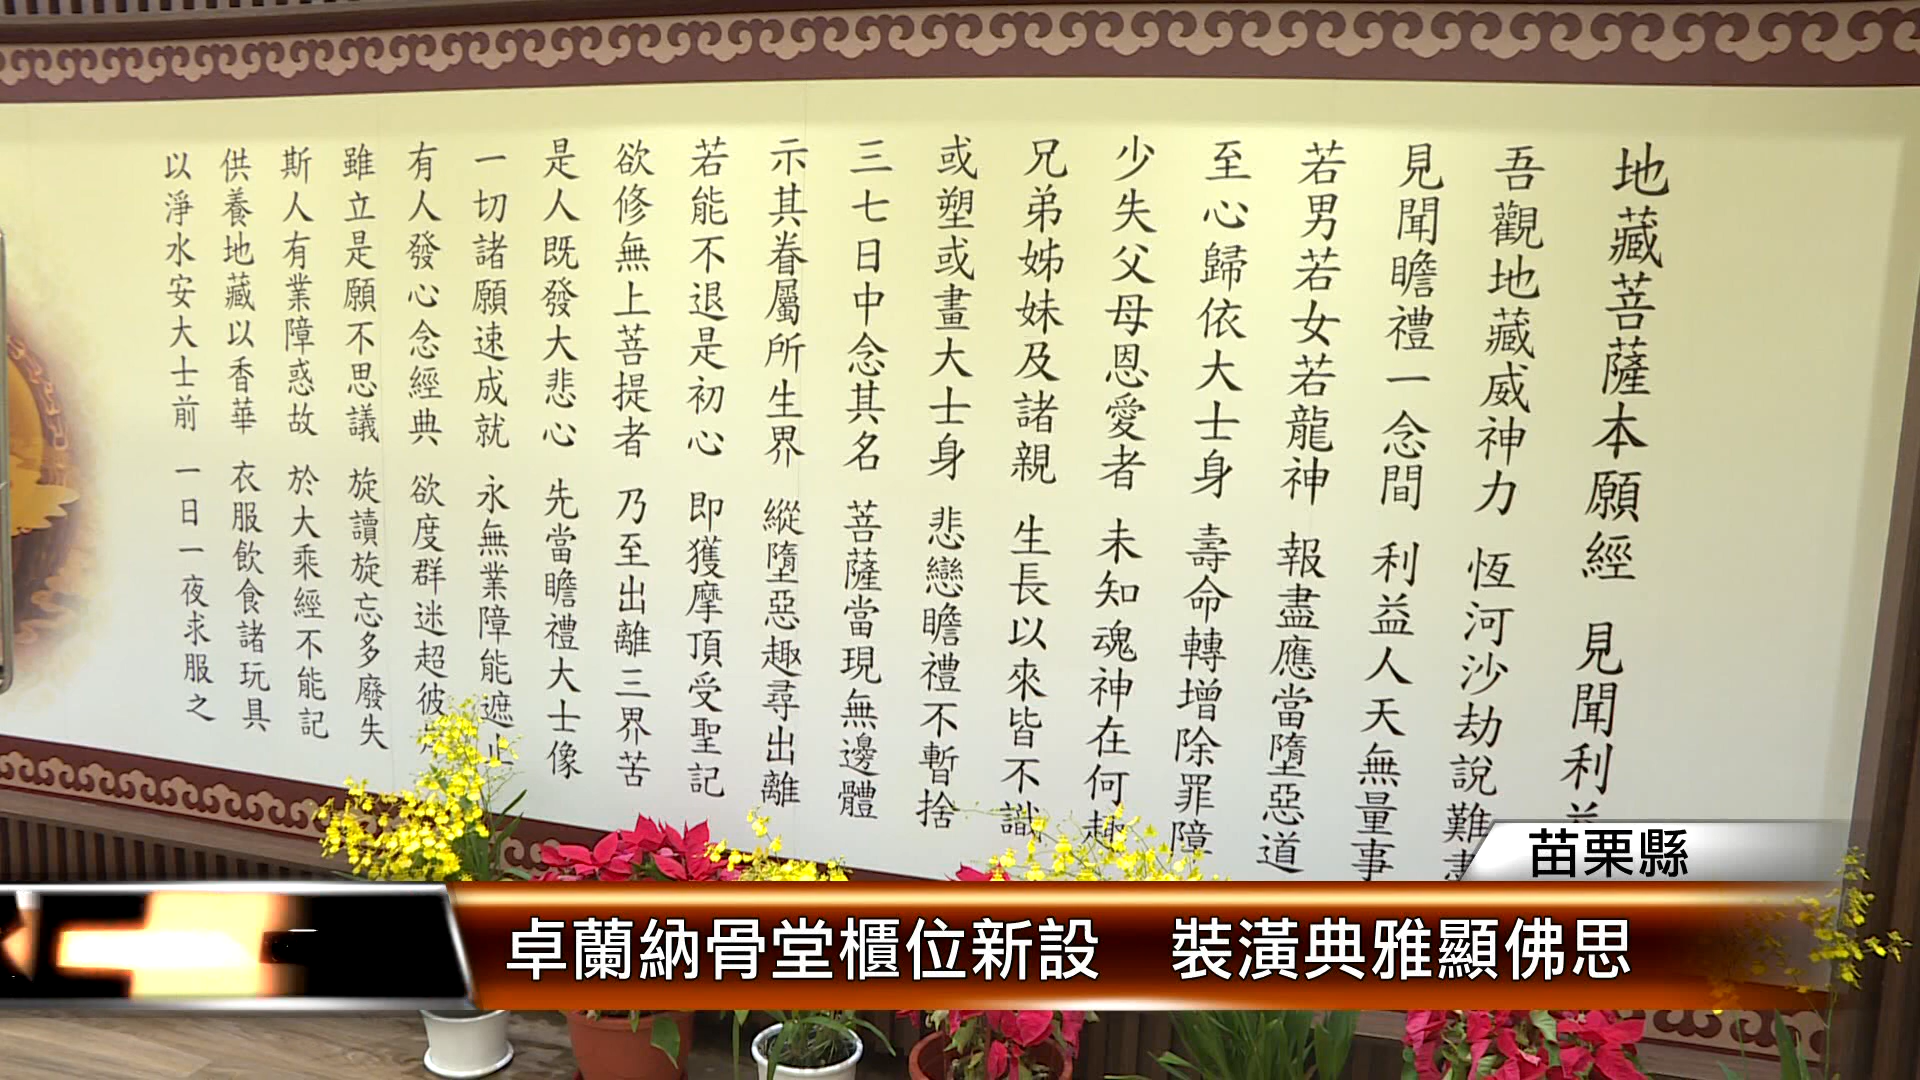 地藏菩薩本願經 見聞利
吾觀地藏威神力 恆河沙劫說難
見聞瞻禮一念間 利益人天無量事
若男若女若龍神 報盡應當墮惡道
至心歸依大士身 壽命轉增除罪障
少失父母恩愛者 未知魂神在何趣
兄弟姊妹及諸親 生長以來皆不識
或塑或畫大士身 悲戀瞻禮不暫捨
三七日中念其名 菩薩當現無邊體
示其眷屬所生界 縱墮惡趣尋出離
若能不退是初心 即獲摩頂受聖記
欲修無上菩提者 乃至出離三界苦
是人既發大悲心 先當瞻禮大士像
一切諸願速成就 永無業障能遮
有人發心念經典 欲度群迷超彼
雖立是願不思議 旋讀旋忘多廢失
斯人有業障惑故 於大乘經不能記
供養地藏以香華 衣服飲食諸玩具
以淨水安大士前 一日一夜求服之
苗栗縣
卓蘭納骨堂櫃位新設 裝潢典雅顯佛思